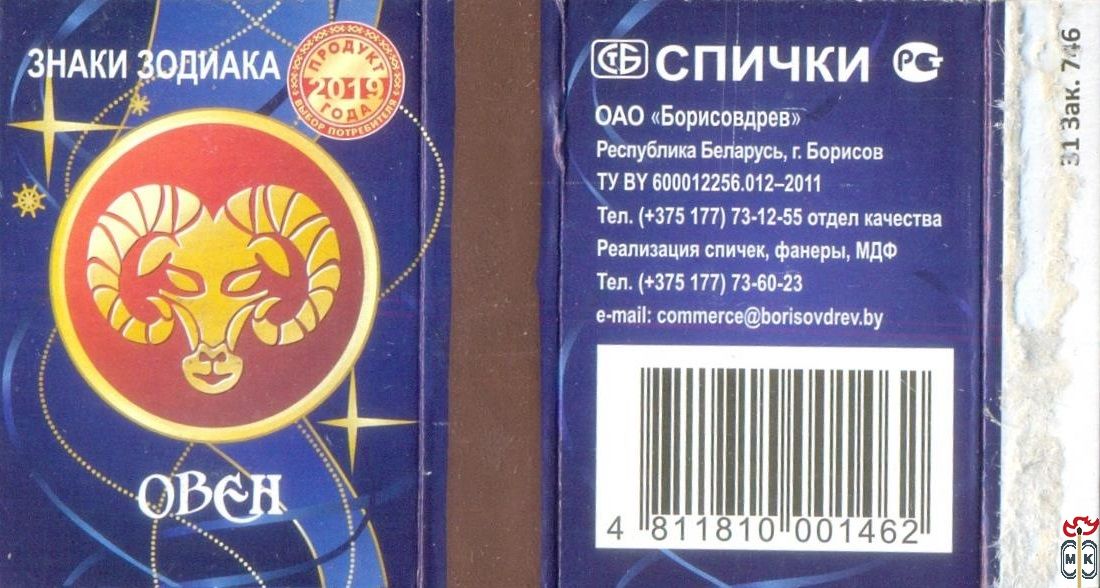 ЗНАКИ ЗОДИАКА
ПРОДУКТ
2019
ГОДА
ВЫБОР ПОТРЕБИТЕЛЯ
ОВЕН
СТБ СПИЧКИ РСТ
ОАО «Борисовдрев»
Республика Беларусь, г. Борисов
ТУ BY 600012256.012–2011
Тел. (+375 177) 73-12-55 отдел качества
Реализация спичек, фанеры, МДФ
Тел. (+375 177) 73-60-23
e-mail: commerce@borisovdrev.by
4 811810 001462
31 Зак. 746
М К